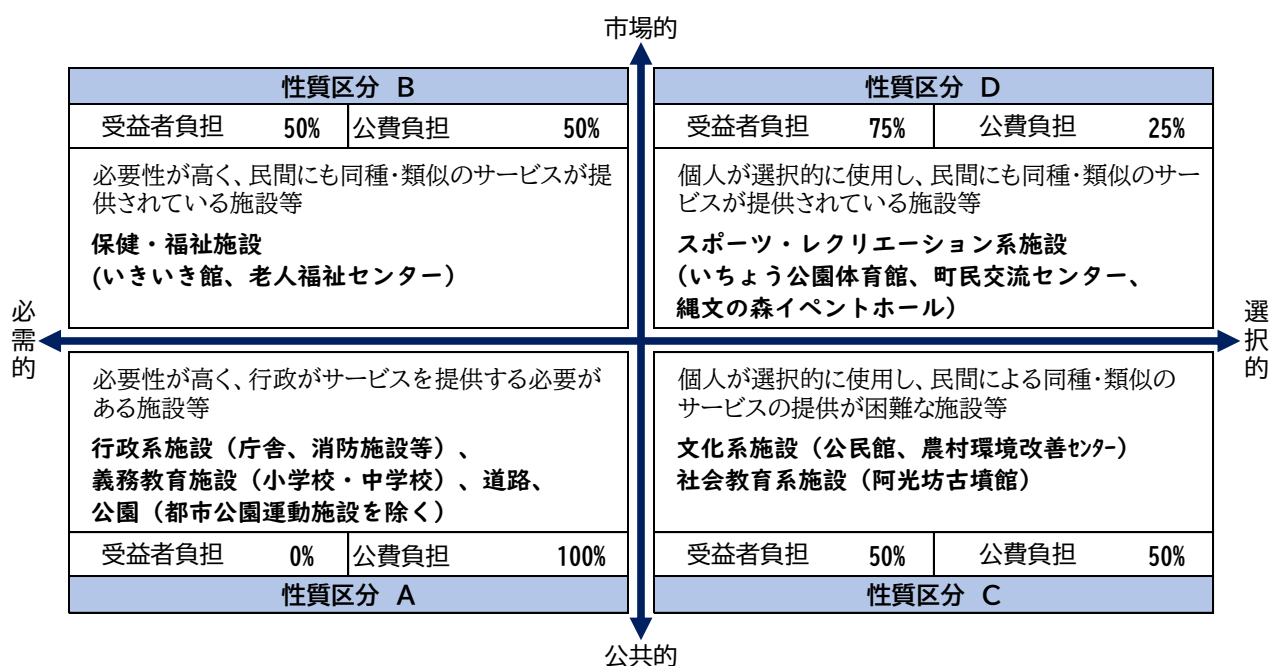 市場的
性質区分 B
受益者負担 50% 公費負担 50%
必要性が高く、民間にも同種・類似のサービスが提
供されている施設等
保健・福祉施設
(いきいき館、老人福祉センター)
性質区分 D
受益者負担 75% 公費負担 25%
個人が選択的に使用し、民間にも同種・類似のサー
ビスが提供されている施設等
スポーツ・レクリエーション系施設
(いちょう公園体育館、町民交流センター、
縄文の森イベントホール)
必需的
選択的
必要性が高く、行政がサービスを提供する必要が
ある施設等
行政系施設(庁舎、消防施設等)、
義務教育施設(小学校・中学校)、道路、
公園(都市公園運動施設を除く)
受益者負担 0% 公費負担 100%
性質区分 A
個人が選択的に使用し、民間による同種・類似の
サービスの提供が困難な施設等
文化系施設(公民館、農村環境改善ｾﾝﾀｰ)
社会教育系施設(阿光坊古墳館)
受益者負担 50% 公費負担 50%
性質区分 C
公共的